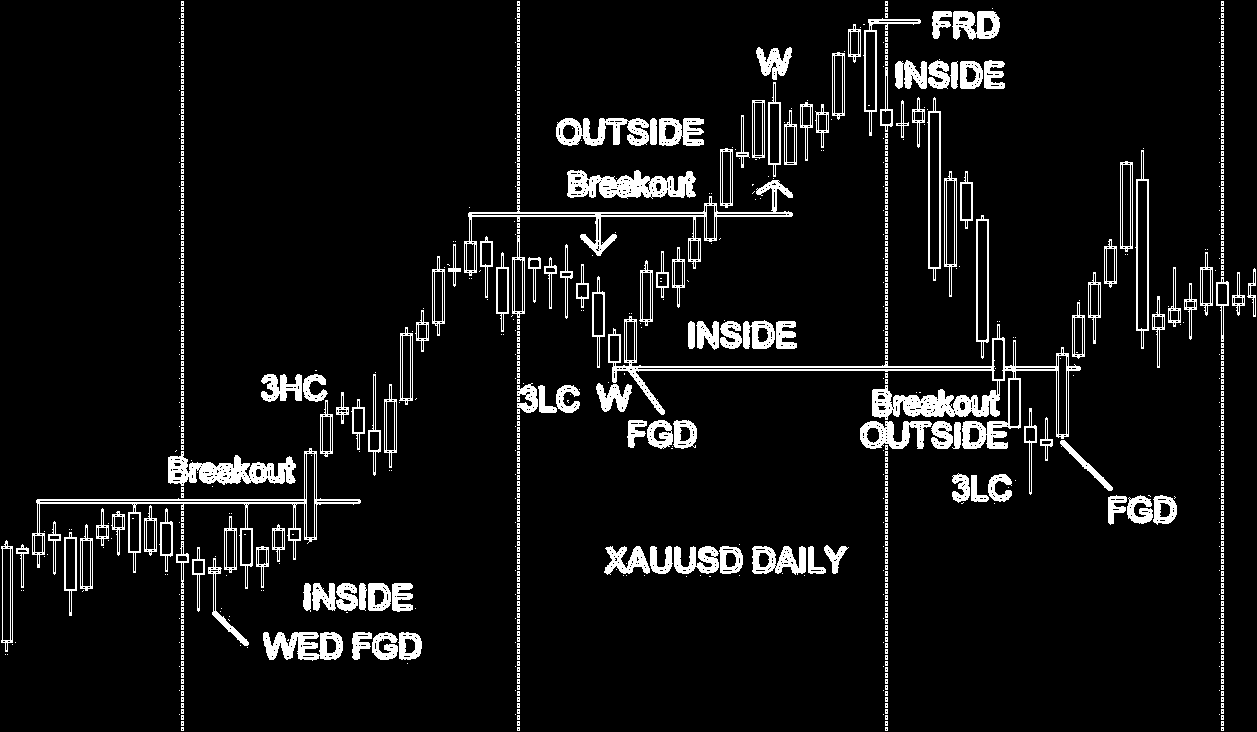 FRD
W
INSIDE
OUTSIDE
Breakout
INSIDE
3HC
3LC W
Breakout
FGD
OUTSIDE
Breakout
3LC
FGD
XAUUSD DAILY
INSIDE
WED FGD